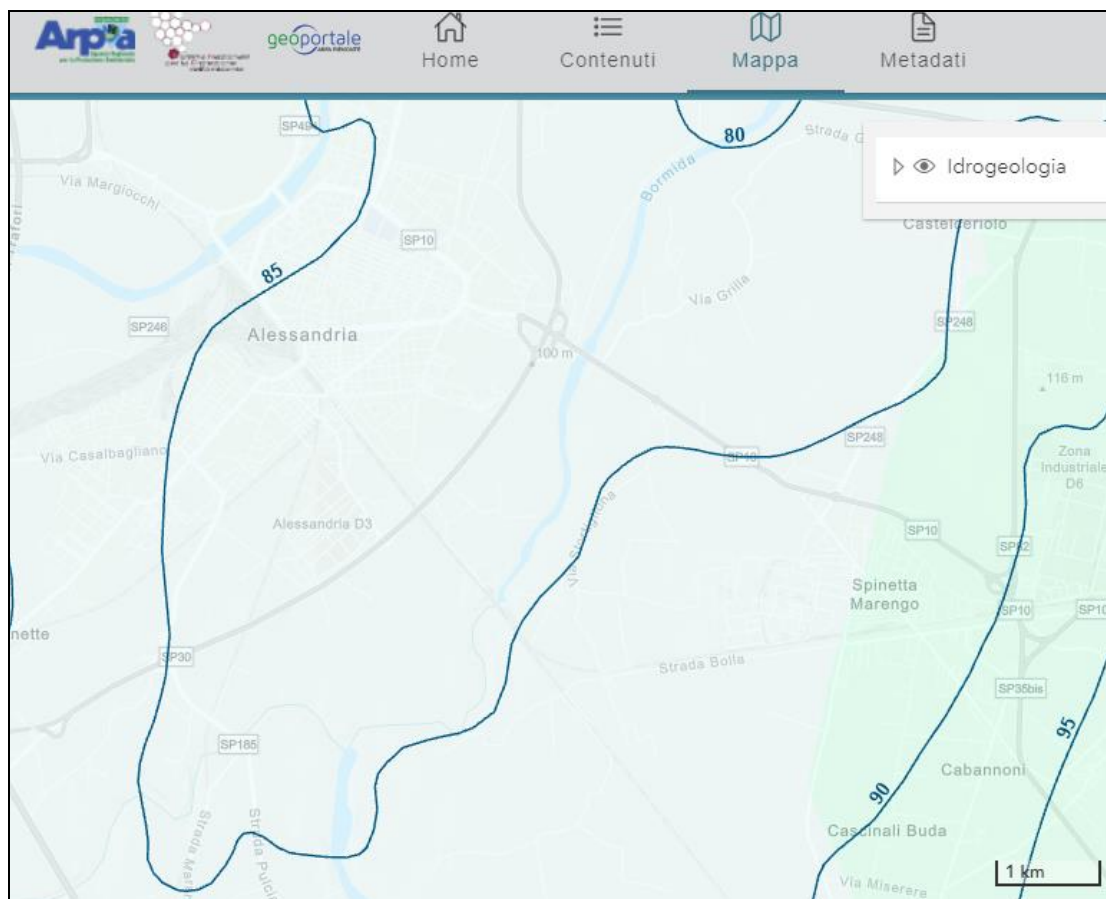 Arpa
geoportale
Home
Contenuti
Mappa
Metadati
Idrogeologia
80
Bormida
Strada G
SP494
Via Margiocchi
SP10
Castelceriolo
85
Via Grilla
SP246
Alessandria
SP248
100 m
116 m
Via Casalbagliano
SP10
SP248
Zona
Industriale
D6
Alessandria D3
SP10
Spinetta
Marengo
nette
SP10
SP10
SP30
Strada Bolla
SP35bis
SP185
95
Cabannoni
90
Cascinali Buda
1 km
Via Miserere